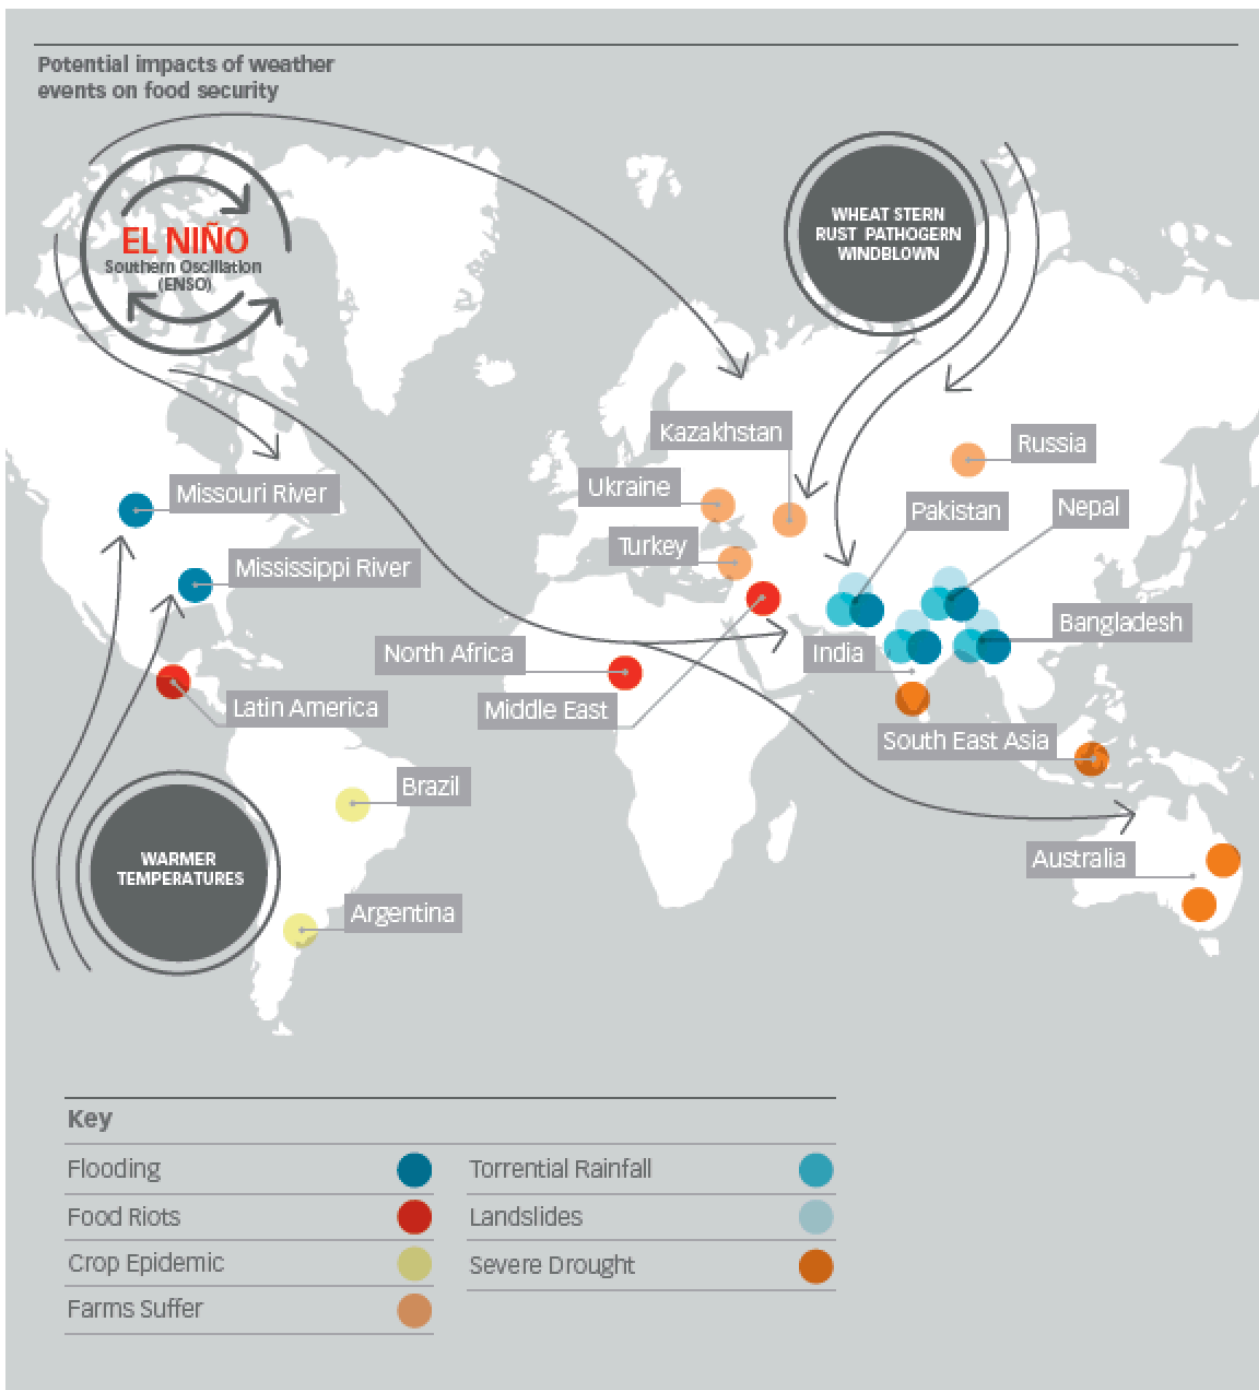 Potential impacts of weather
events on food security
EL NIÑO
Southern Oscillation
(ENSO)
WHEAT STERN
RUST PATHOGERN
WINDBLOWN
Kazakhstan
Russia
Ukraine
Missouri River
Pakistan
Nepal
Turkey
Mississippi River
Bangladesh
North Africa
India
Latin America
Middle East
South East Asia
Brazil
Australia
WARMER
TEMPERATURES
Argentina
Key
Flooding
Torrential Rainfall
Food Riots
Landslides
Crop Epidemic
Severe Drought
Farms Suffer